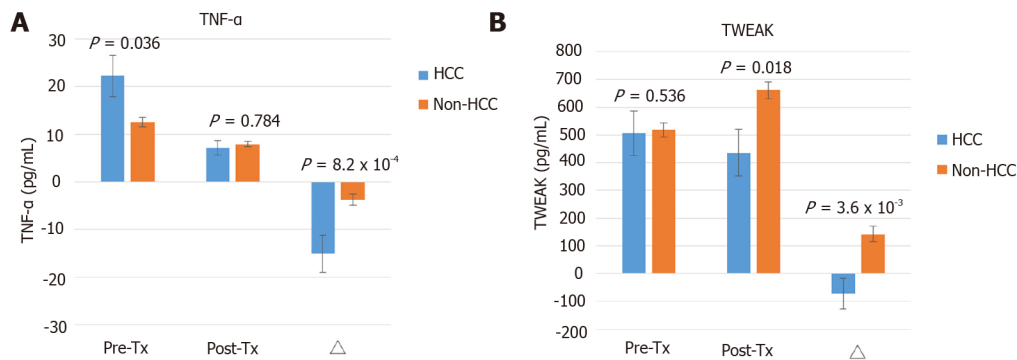 A
TNF-α
30
20
10
0
-10
-20
-30
TNF-α (pg/mL)
P = 0.036
P = 0.784
P = 8.2 x 10-4
HCC
Non-HCC
Pre-Tx
Post-Tx
△
B
TWEAK
800
700
600
500
400
300
200
100
0
-100
-200
TWEAK (pg/mL)
P = 0.536
P = 0.018
P = 3.6 x 10-3
HCC
Non-HCC
Pre-Tx
Post-Tx
△